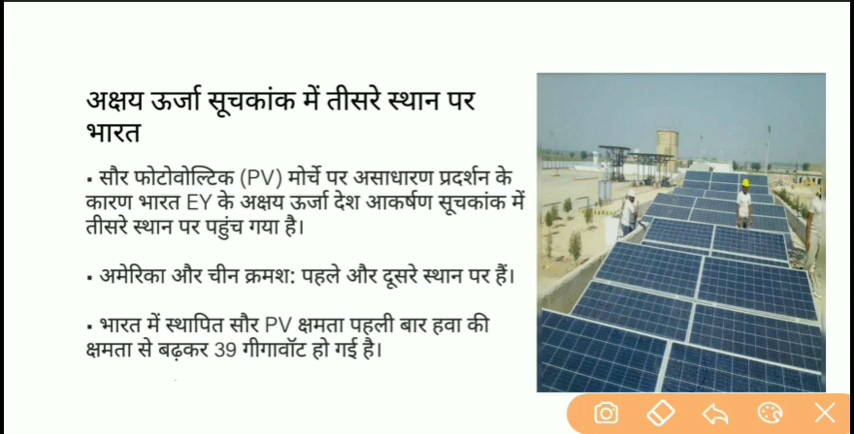 अक्षय ऊर्जा सूचकांक में तीसरे स्थान पर
भारत
▪ सौर फोटोवोल्टिक (PV) मोर्चे पर असाधारण प्रदर्शन के
कारण भारत EY के अक्षय ऊर्जा देश आकर्षण सूचकांक में
तीसरे स्थान पर पहुंच गया है।
▪ अमेरिका और चीन क्रमश: पहले और दूसरे स्थान पर हैं।
▪ भारत में स्थापित सौर PV क्षमता पहली बार हवा की
क्षमता से बढ़कर 39 गीगावॉट हो गई है।